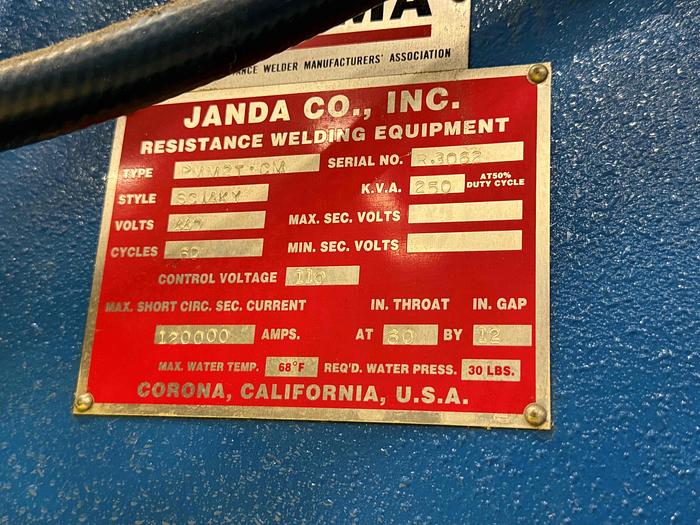 MA
ANCE WELDER MANUFACTURERS' ASSOCIATION
JANDA CO., INC.
RESISTANCE WELDING EQUIPMENT
TYPE PMM2T·CM SERIAL NO. R.3062
STYLE SCIAKY K.V.A. 250 AT 50% DUTY CYCLE
VOLTS MAX. SEC. VOLTS
CYCLES 60 MIN. SEC. VOLTS
CONTROL VOLTAGE 110
MAX. SHORT CIRC. SEC. CURRENT IN. THROAT IN. GAP
120000 AMPS. AT 60 BY 12
MAX. WATER TEMP. 68°F REQ'D. WATER PRESS. 30 LBS.
CORONA, CALIFORNIA, U.S.A.